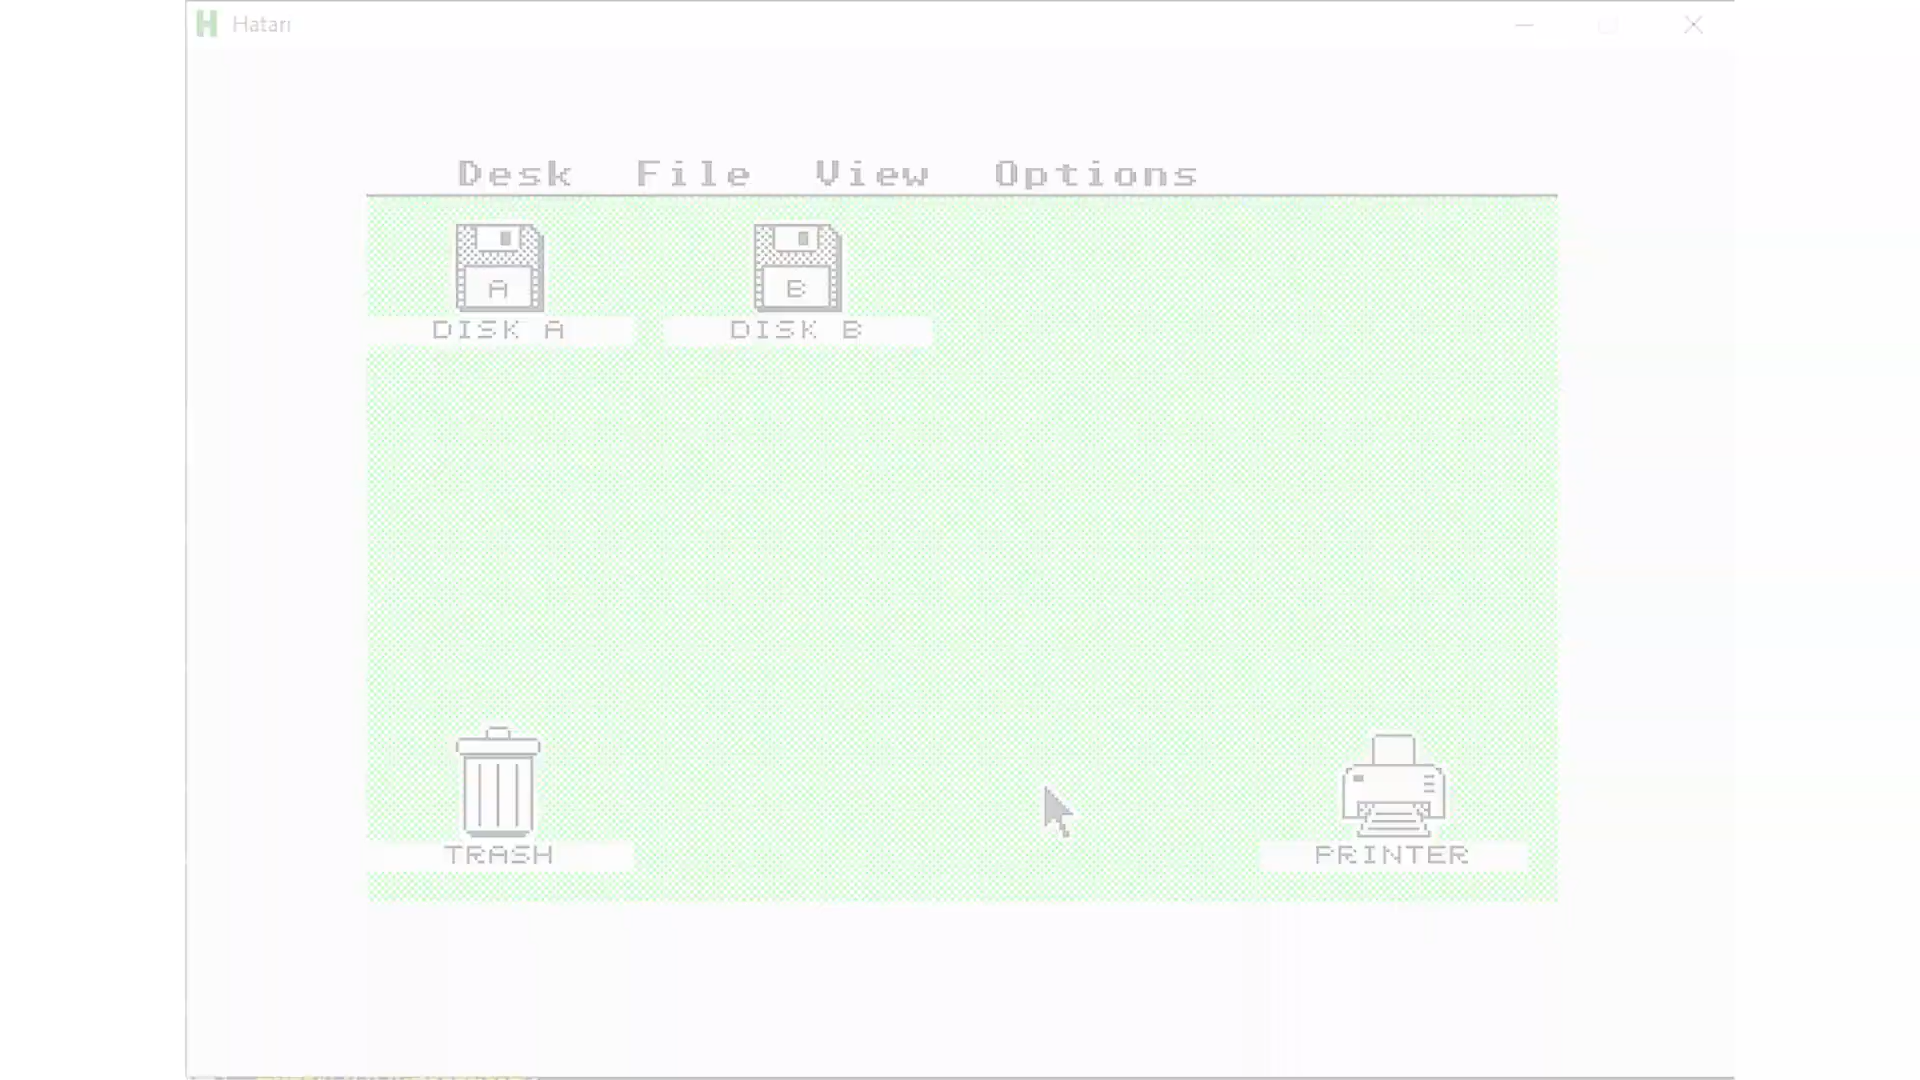 Hatari
Desk File View Options
A B
DISK A DISK B
TRASH PRINTER